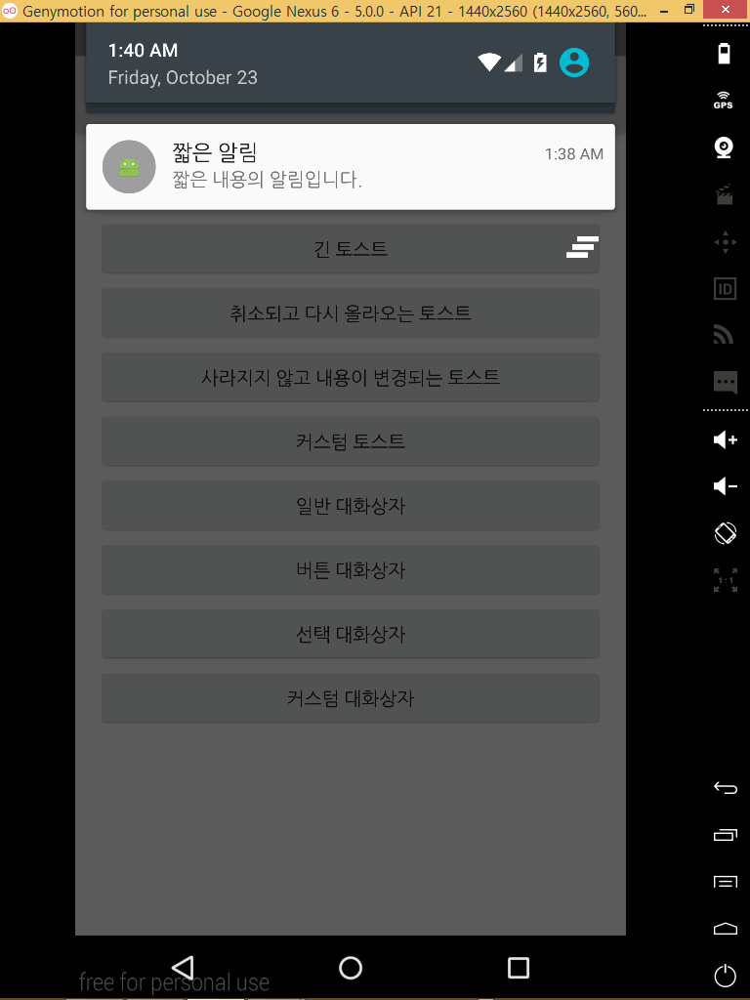 Genymotion for personal use - Google Nexus 6 - 5.0.0 - API 21 - 1440x2560 (1440x2560, 560...
1:40 AM
Friday, October 23
짧은 알림
1:38 AM
짧은 내용의 알림입니다.
긴 토스트
취소되고 다시 올라오는 토스트
사라지지 않고 내용이 변경되는 토스트
커스텀 토스트
일반 대화상자
버튼 대화상자
선택 대화상자
커스텀 대화상자
GPS
ID
1:1
free for personal use